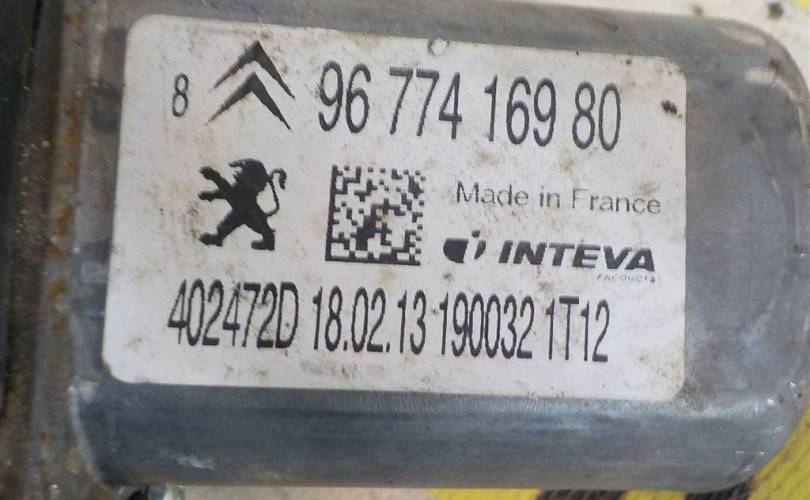 8 96 774 169 80
Made in France
INTEVA
PRODUCTS
402472D 18.02.13 190032 1T12